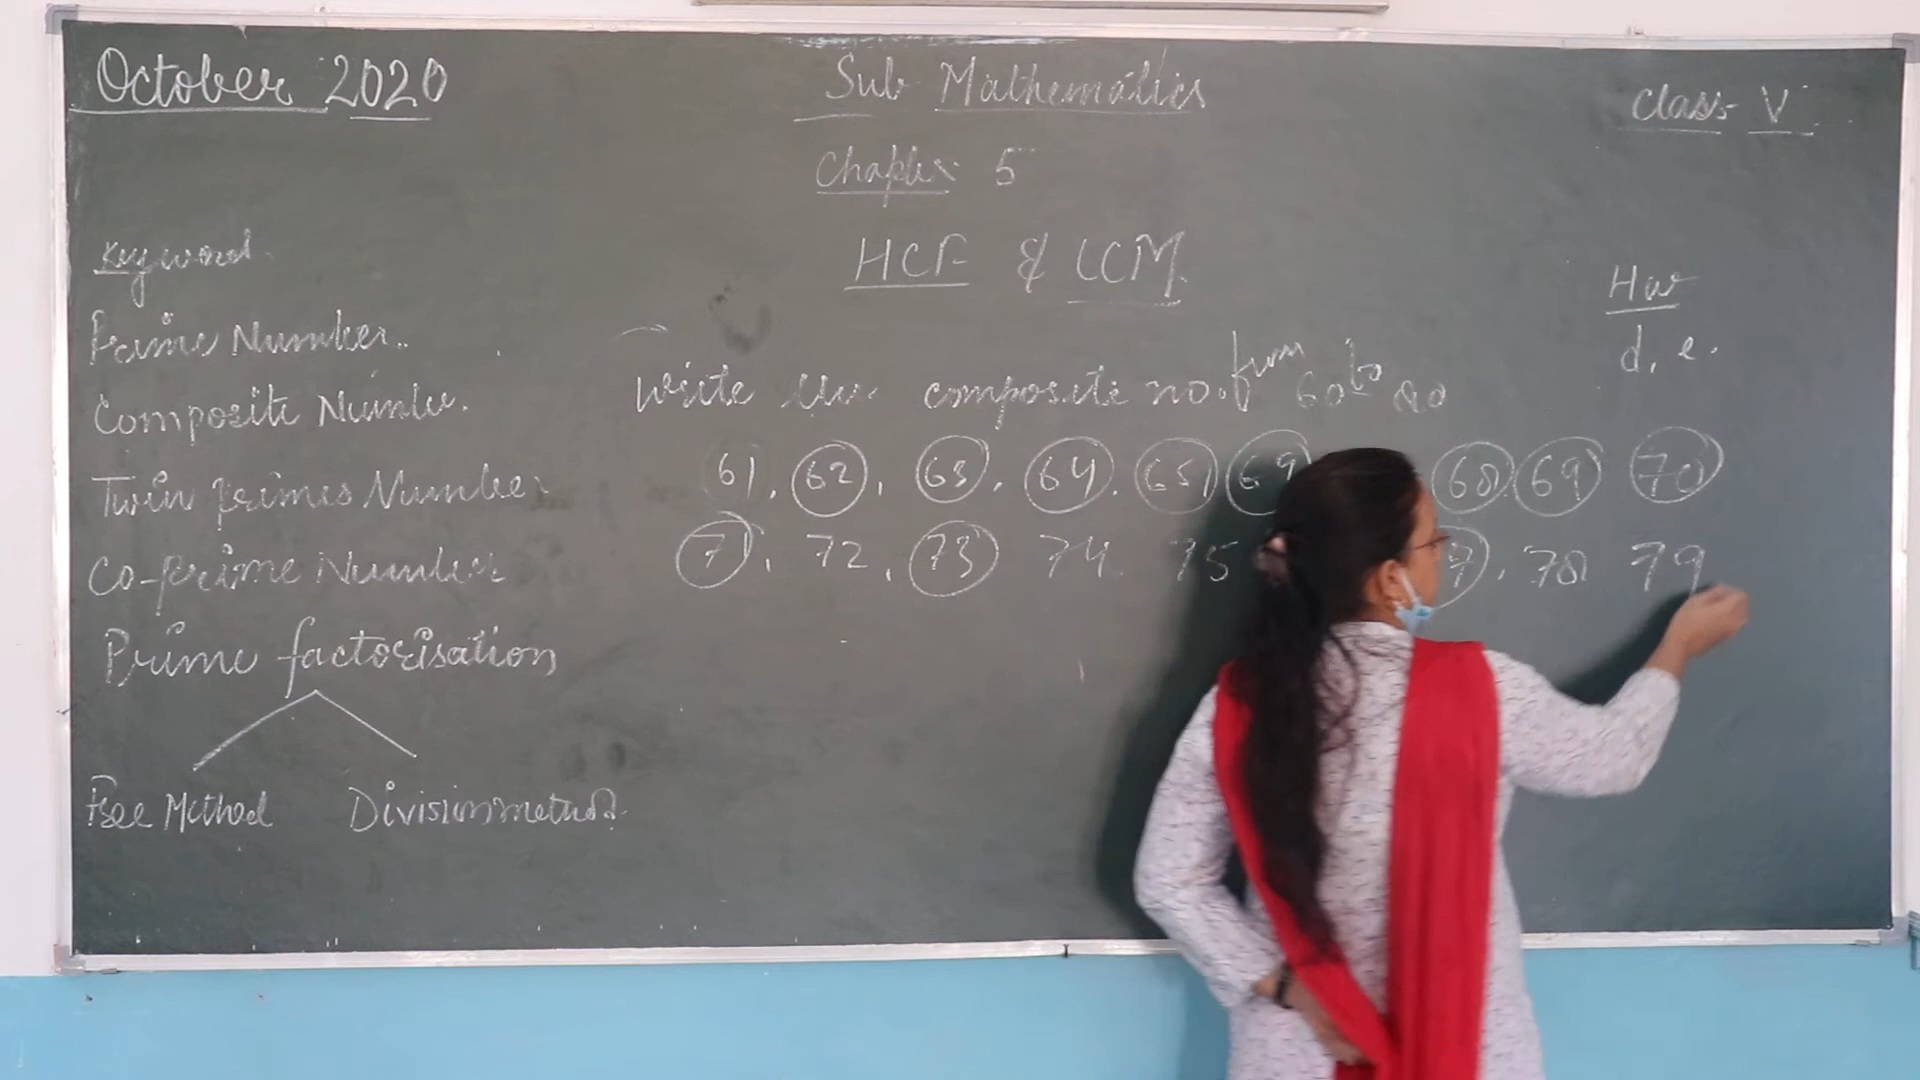 October 2020
Sub Mathematics
Class V
Chapter 5
HCF & LCM
Keyword
Prime Number.
Composite Number.
Twin primes Number
Co-prime Number
Prime factorisation
Tree Method Division method
Write the composite no. from 60 to 80
61, 62, 63, 64, 65, 68 69 70
71, 72, 73 74 75 78 79
Hw
d, e.